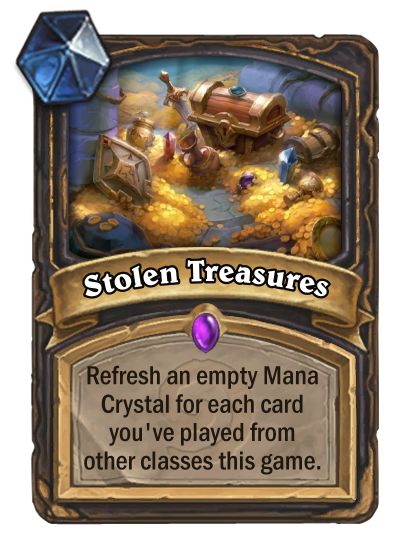 Stolen Treasures
Refresh an empty Mana
Crystal for each card
you've played from
other classes this game.